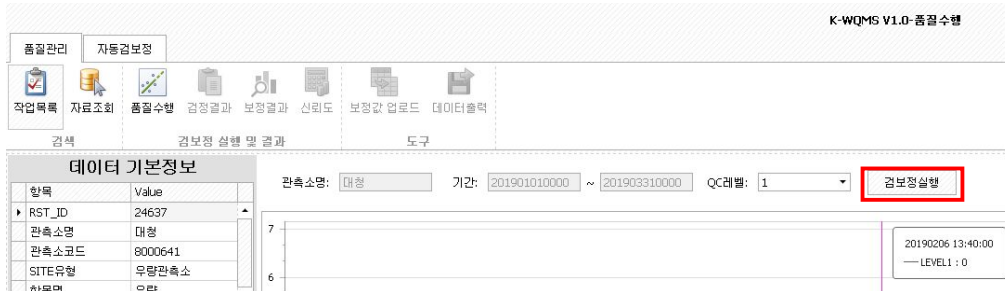 K-WQMS V1.0-품질수행
품질관리 자동검보정
작업목록 자료조회 품질수행 검정결과 보정결과 신뢰도 보정값 업로드 데이터출력
검색 검보정 실행 및 결과 도구
데이터 기본정보
관측소명: 대청 기간: 201901010000 ~ 201903310000 QC레벨: 1 검보정실행
항목 Value
RST_ID 24637
관측소명 대청
관측소코드 8000641
SITE유형 우량관측소
항목명 우량
7
6
20190206 13:40:00
LEVEL1 : 0